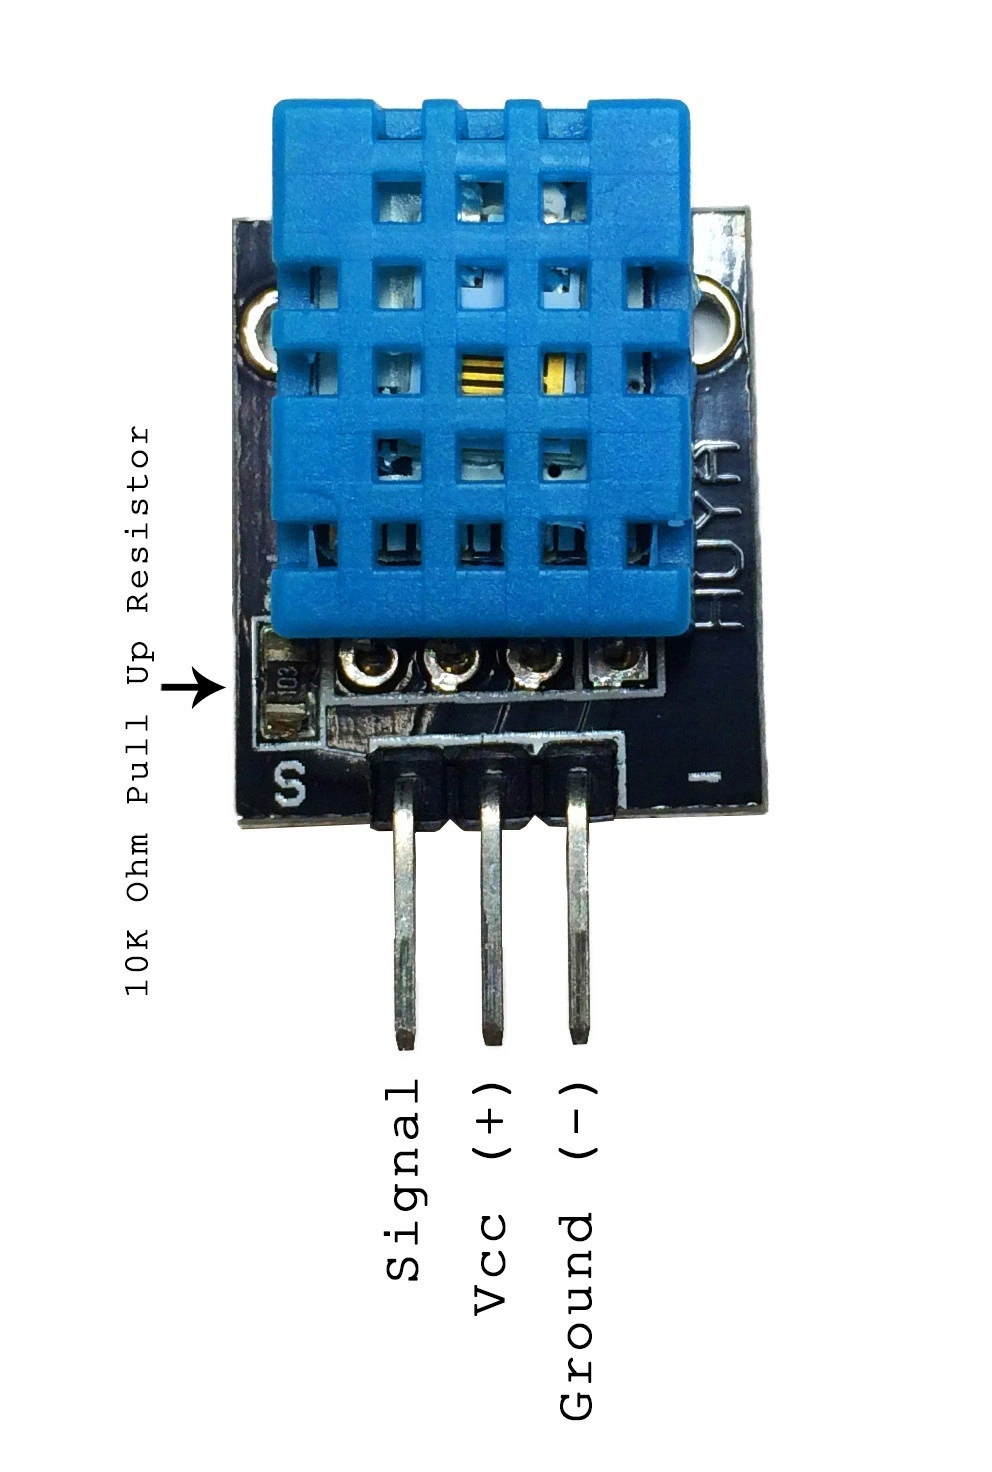 10K Ohm Pull Up Resistor
HUYA
103
S
-
Signal
Vcc (+)
Ground (-)